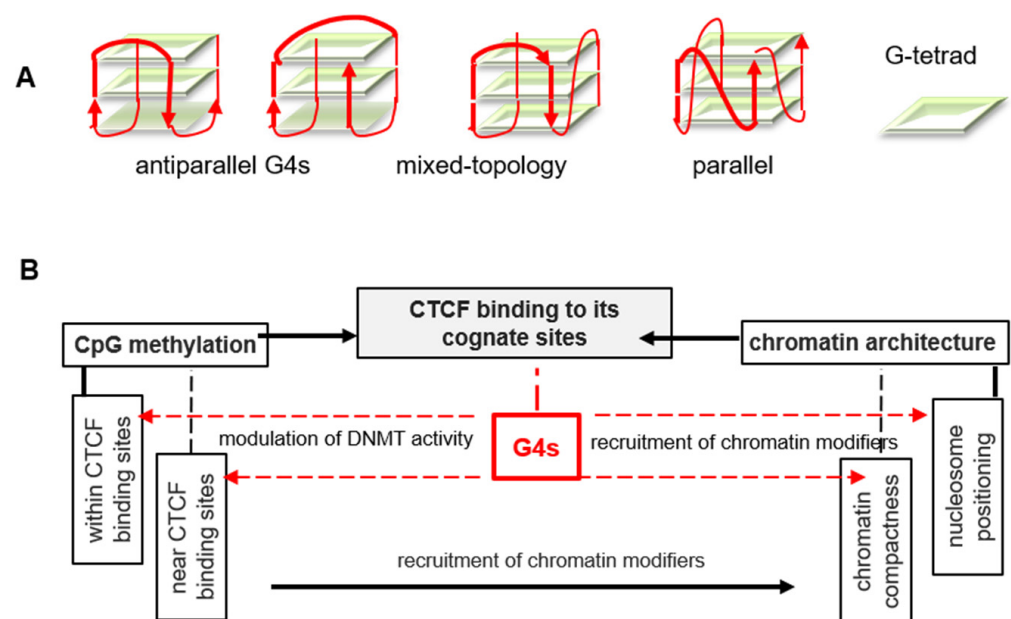 A
G-tetrad
antiparallel G4s
mixed-topology
parallel
B
CTCF binding to its
cognate sites
CpG methylation
chromatin architecture
within CTCF
binding sites
near CTCF
binding sites
modulation of DNMT activity
G4s
recruitment of chromatin modifiers
chromatin
compactness
nucleosome
positioning
recruitment of chromatin modifiers